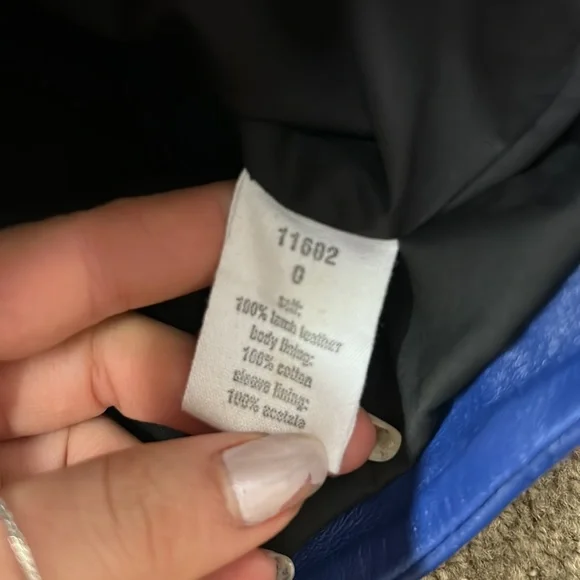 11602
0
self:
100% lamb leather
body lining:
100% cotton
sleeve lining:
100% acetate